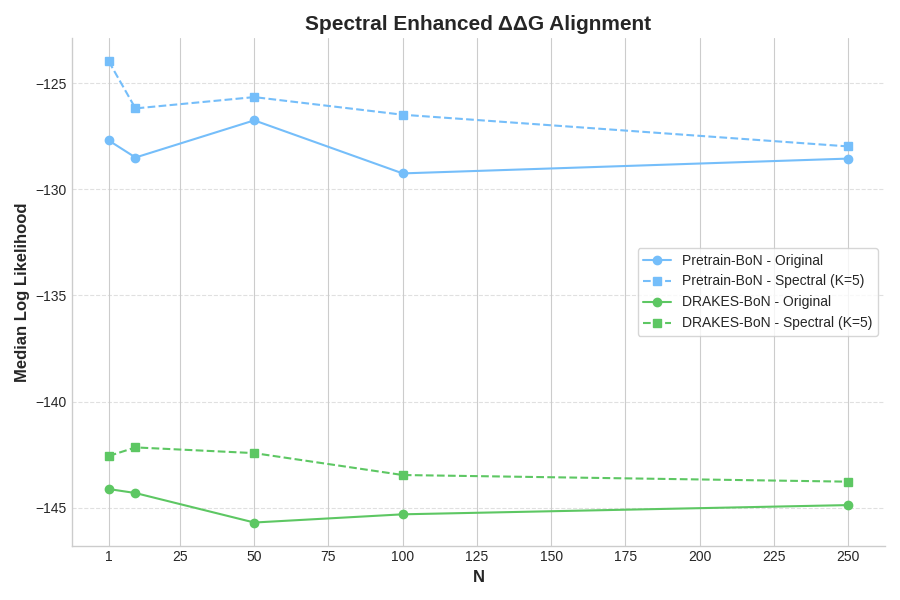 Spectral Enhanced ΔΔG Alignment
Median Log Likelihood
−125
−130
−135
−140
−145
Pretrain-BoN - Original
Pretrain-BoN - Spectral (K=5)
DRAKES-BoN - Original
DRAKES-BoN - Spectral (K=5)
1 25 50 75 100 125 150 175 200 225 250
N